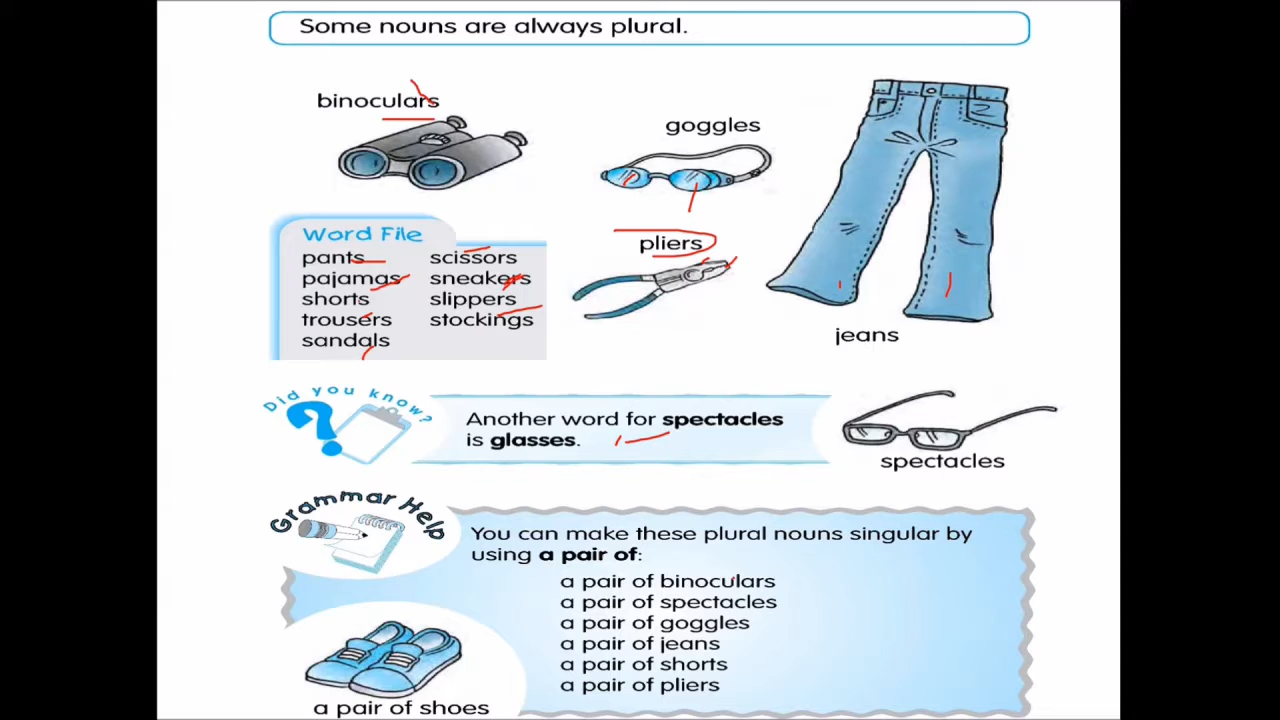 Some nouns are always plural.
binoculars
goggles
pliers
jeans
Word File
pants
pajamas
shorts
trousers
sandals
scissors
sneakers
slippers
stockings
Did you know?
Another word for spectacles
is glasses.
spectacles
Grammar Help
You can make these plural nouns singular by
using a pair of:
a pair of binoculars
a pair of spectacles
a pair of goggles
a pair of jeans
a pair of shorts
a pair of pliers
a pair of shoes